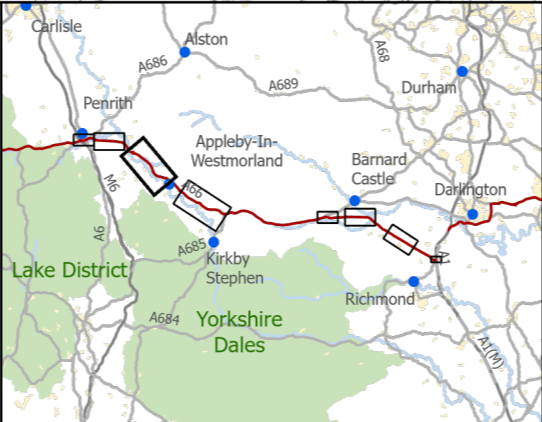 Carlisle
Alston
A68
A686
A689
Durham
Penrith
Appleby-In-
Westmorland
Barnard
Castle
M6
A66
Darlington
A6
A685
Kirkby
Stephen
A1
Lake District
Richmond
A684
Yorkshire
Dales
A1(M)